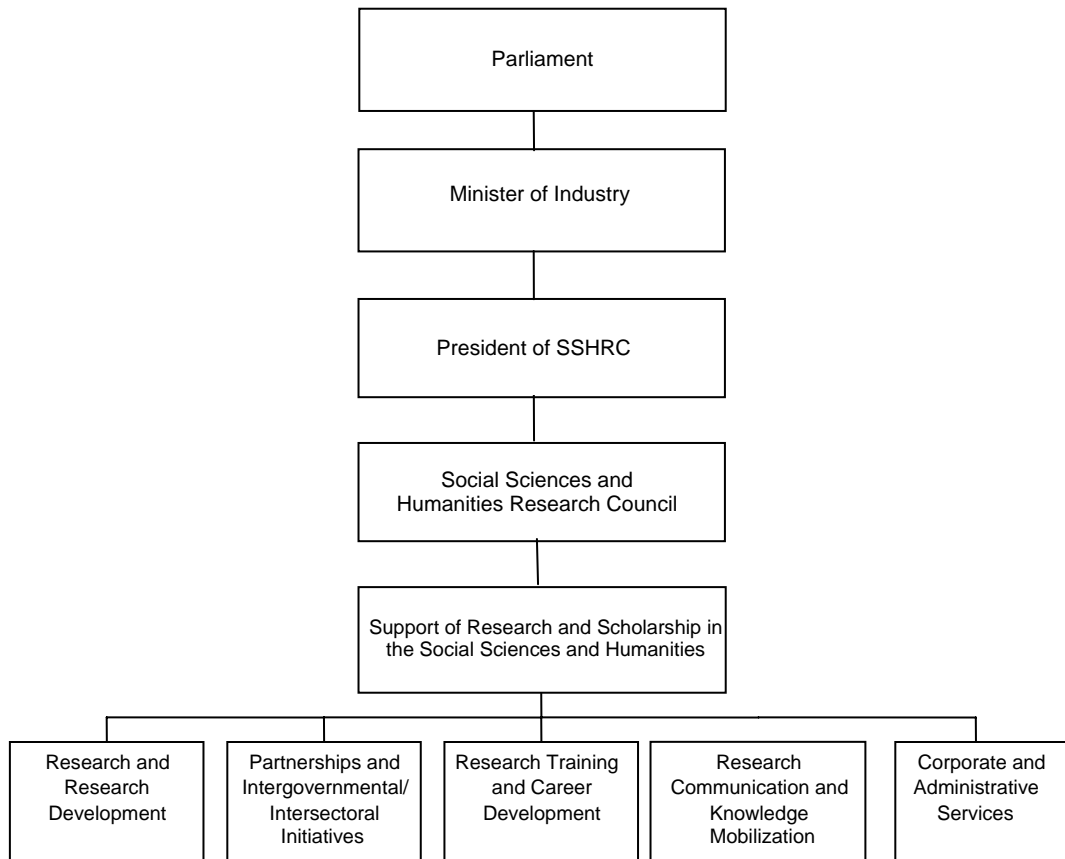 Parliament
Minister of Industry
President of SSHRC
Social Sciences and
Humanities Research Council
Support of Research and Scholarship in
the Social Sciences and Humanities
Research and
Research
Development
Partnerships and
Intergovernmental/
Intersectoral
Initiatives
Research Training
and Career
Development
Research
Communication and
Knowledge
Mobilization
Corporate and
Administrative
Services